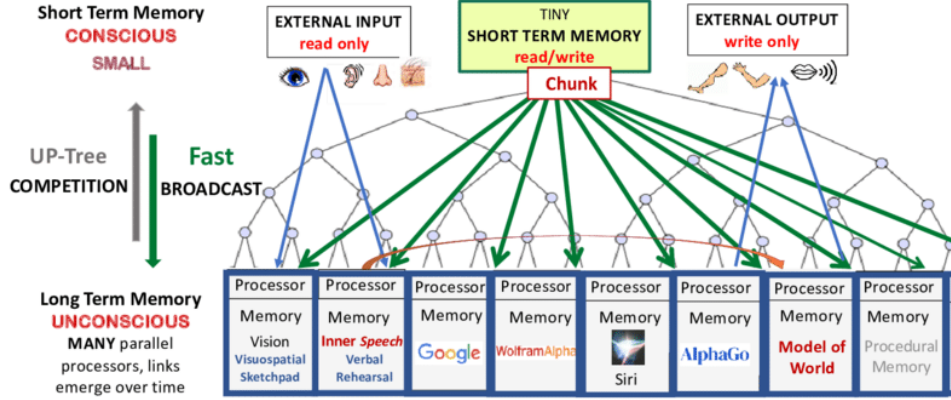 Short Term Memory
CONSCIOUS
SMALL
EXTERNAL INPUT
read only
TINY
SHORT TERM MEMORY
read/write
Chunk
EXTERNAL OUTPUT
write only
UP-Tree
COMPETITION
Fast
BROADCAST
Long Term Memory
UNCONSCIOUS
MANY parallel
processors, links
emerge over time
Processor
Memory
Vision
Visuospatial
Sketchpad
Processor
Memory
Inner Speech
Verbal
Rehearsal
Processor
Memory
Google
Processor
Memory
WolframAlpha
Processor
Memory
Siri
Processor
Memory
AlphaGo
Processor
Memory
Model of
World
Processor
Memory
Procedural
Memory